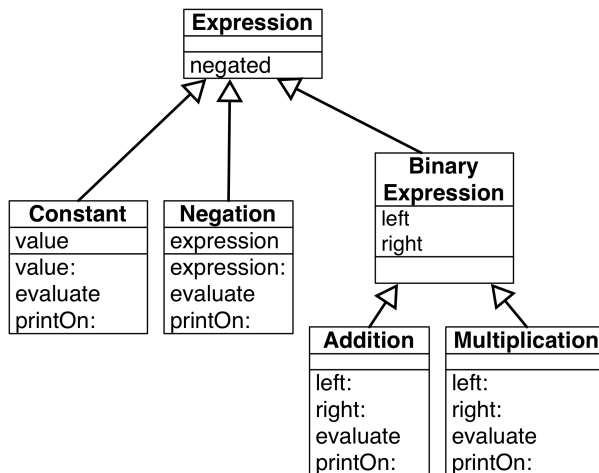 Expression
negated
Constant
value
value:
evaluate
printOn:
Negation
expression
expression:
evaluate
printOn:
Binary
Expression
left
right
Addition
left:
right:
evaluate
printOn:
Multiplication
left:
right:
evaluate
printOn: